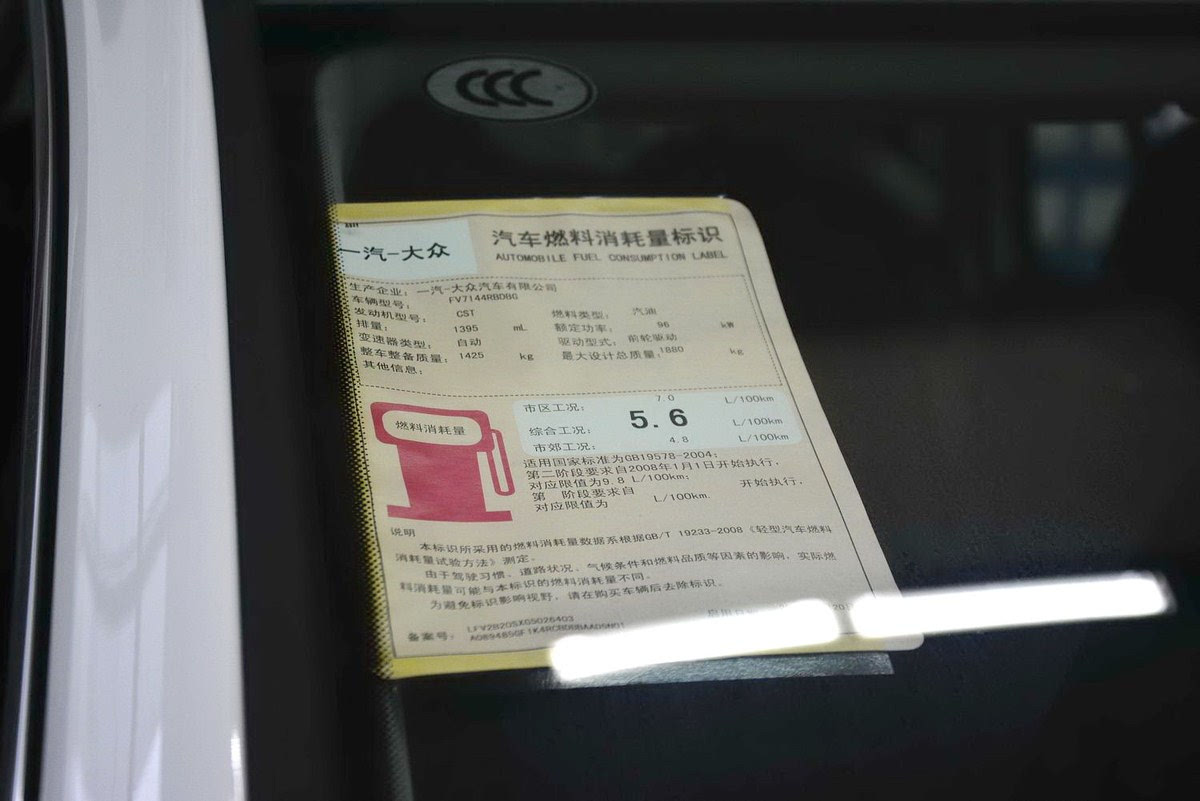 CCC
一汽-大众
汽车燃料消耗量标识
AUTOMOBILE FUEL CONSUMPTION LABEL
生产企业: 一汽-大众汽车有限公司
车辆型号: FV7144RBDBG
发动机型号: CST 燃料类型: 汽油
排量: 1395 mL 额定功率: 96 kW
变速器类型: 自动 驱动型式: 前轮驱动
整车整备质量: 1425 kg 最大设计总质量: 1880 kg
其他信息:
燃料消耗量
市区工况: 7.0 L/100km
综合工况: 5.6 L/100km
市郊工况: 4.8 L/100km
适用国家标准为GB19578-2004;
第二阶段要求自2008年1月1日开始执行,
对应限值为9.8 L/100km;
第 阶段要求自 开始执行,
对应限值为 L/100km.
说明
本标识所采用的燃料消耗量数据系根据GB/T 19233-2008《轻型汽车燃料
消耗量试验方法》测定。
由于驾驶习惯、道路状况、气候条件和燃料品质等因素的影响, 实际燃
料消耗量可能与本标识的燃料消耗量不同。
为避免标识影响视野, 请在购买车辆后去除标识。
备案号: